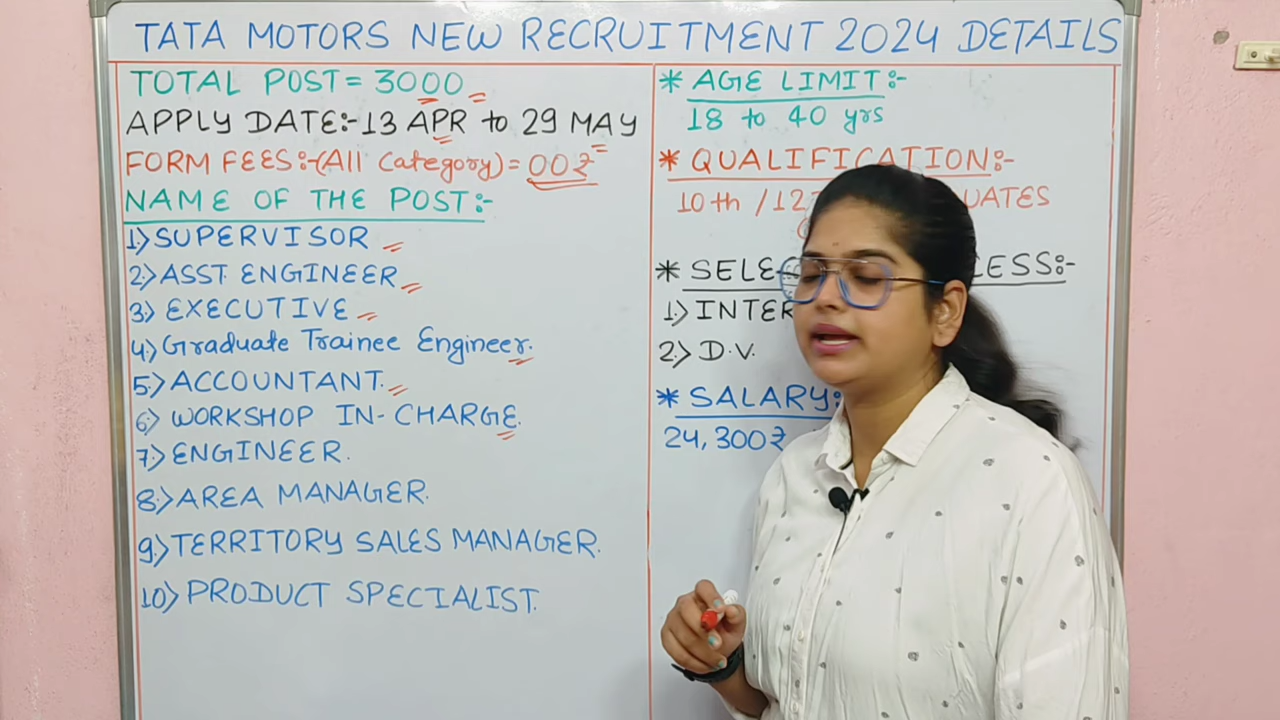 TATA MOTORS NEW RECRUITMENT 2024 DETAILS
TOTAL POST = 3000
APPLY DATE:- 13 APR to 29 MAY
FORM FEES:-(All Category) = 00₹
NAME OF THE POST:-
1.) SUPERVISOR
2.) ASST. ENGINEER
3.) EXECUTIVE
4.) Graduate Trainee Engineer.
5.) ACCOUNTANT.
6.) WORKSHOP IN-CHARGE.
7.) ENGINEER.
8.) AREA MANAGER.
9.) TERRITORY SALES MANAGER.
10.) PRODUCT SPECIALIST.
* AGE LIMIT:-
18 to 40 yrs
* QUALIFICATION:-
10th /
* SALARY:
1.) 
2.) D.V.
24,300₹